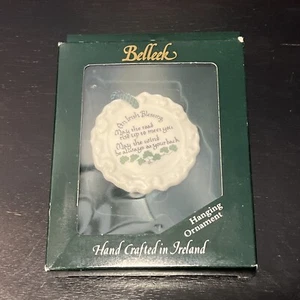 Belleek
An Irish Blessing
May the road
rise up to meet you
May the wind
be always at your back
Hanging
Ornament
Hand Crafted in Ireland